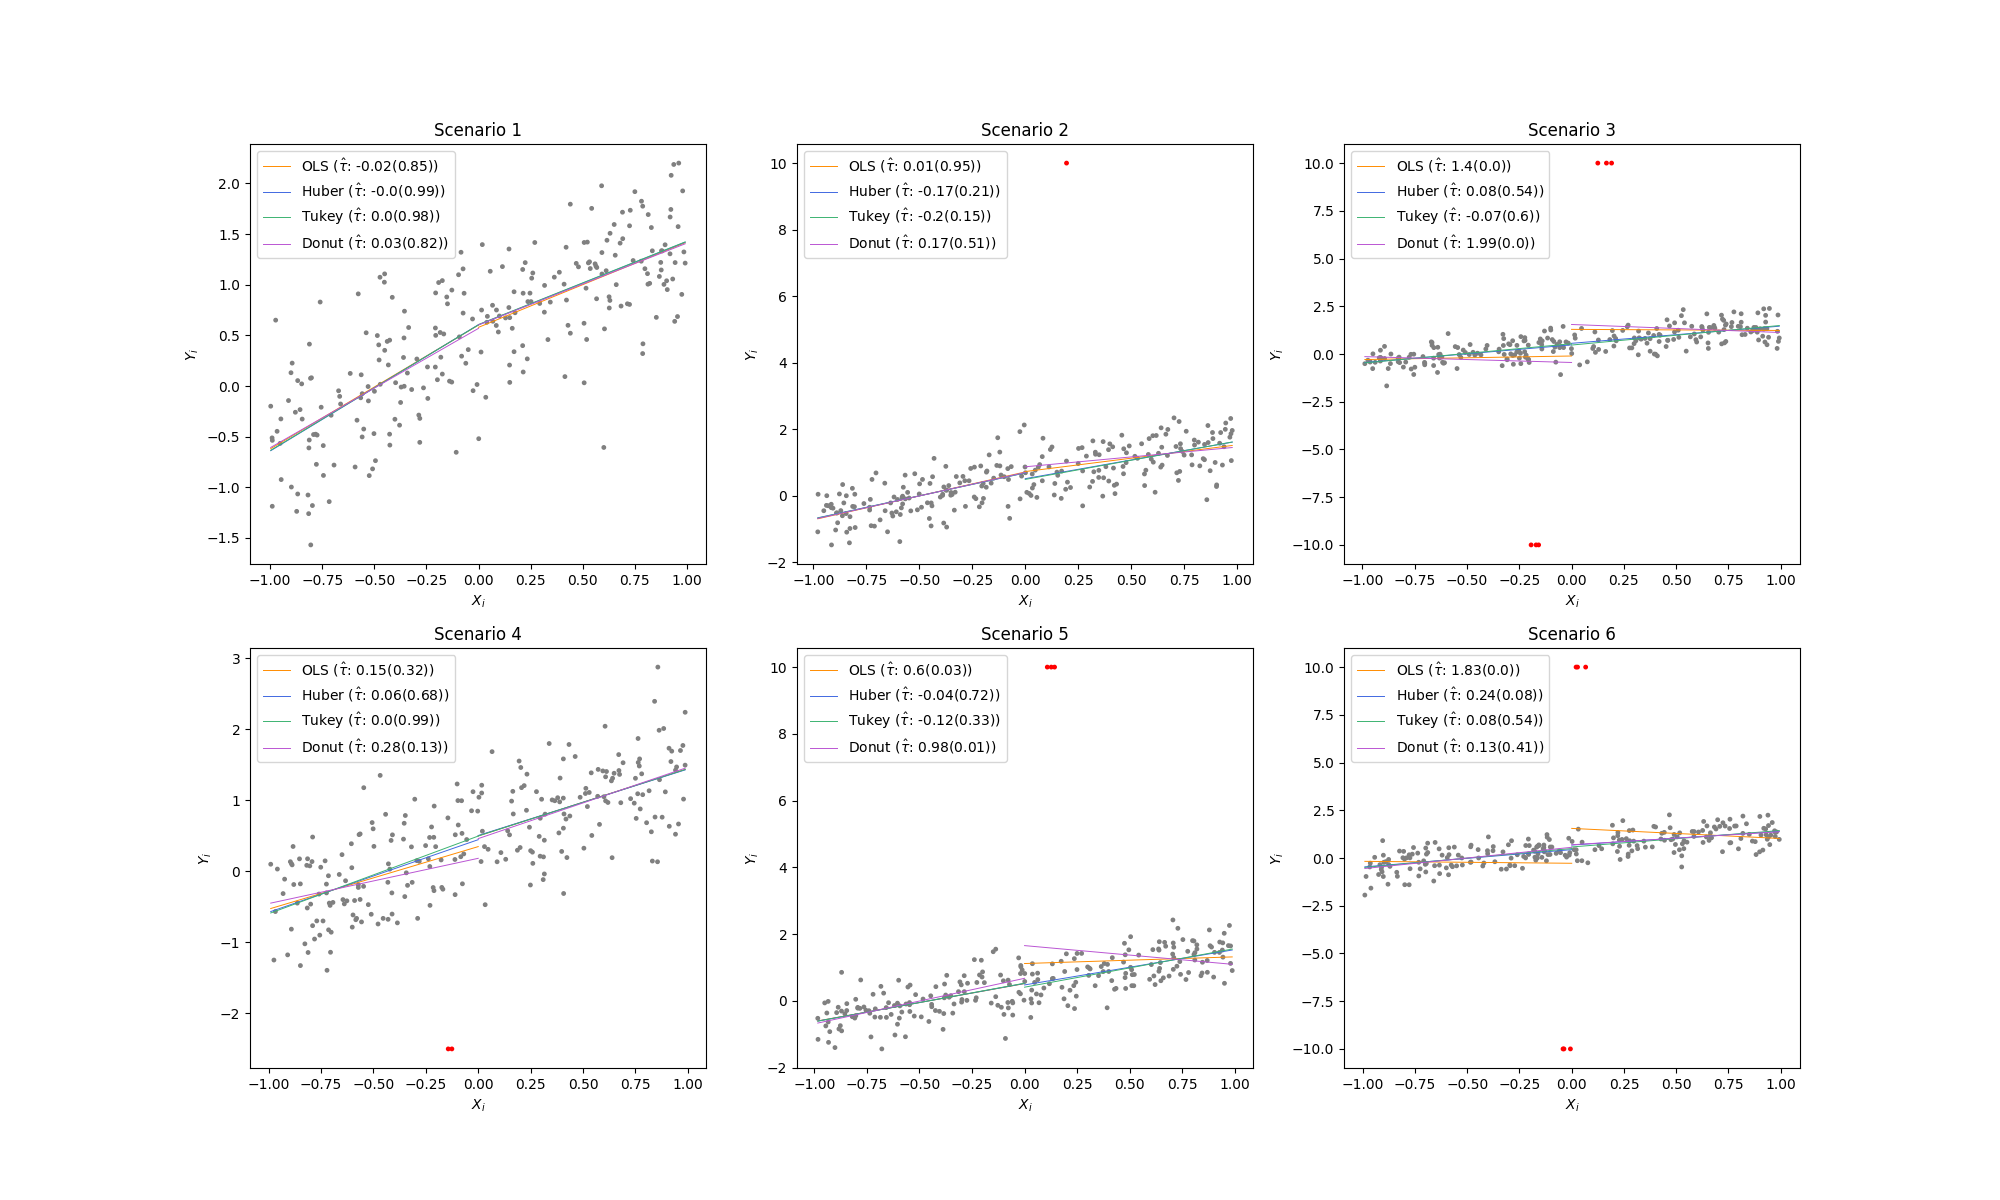 Scenario 1
OLS (τ̂: -0.02(0.85))
Huber (τ̂: -0.0(0.99))
Tukey (τ̂: 0.0(0.98))
Donut (τ̂: 0.03(0.82))
2.0
1.5
1.0
0.5
0.0
−0.5
−1.0
−1.5
Y_i
−1.00 −0.75 −0.50 −0.25 0.00 0.25 0.50 0.75 1.00
X_i
Scenario 2
OLS (τ̂: 0.01(0.95))
Huber (τ̂: -0.17(0.21))
Tukey (τ̂: -0.2(0.15))
Donut (τ̂: 0.17(0.51))
10
8
6
4
2
0
−2
Y_i
−1.00 −0.75 −0.50 −0.25 0.00 0.25 0.50 0.75 1.00
X_i
Scenario 3
OLS (τ̂: 1.4(0.0))
Huber (τ̂: 0.08(0.54))
Tukey (τ̂: -0.07(0.6))
Donut (τ̂: 1.99(0.0))
10.0
7.5
5.0
2.5
0.0
−2.5
−5.0
−7.5
−10.0
Y_i
−1.00 −0.75 −0.50 −0.25 0.00 0.25 0.50 0.75 1.00
X_i
Scenario 4
OLS (τ̂: 0.15(0.32))
Huber (τ̂: 0.06(0.68))
Tukey (τ̂: 0.0(0.99))
Donut (τ̂: 0.28(0.13))
3
2
1
0
−1
−2
Y_i
−1.00 −0.75 −0.50 −0.25 0.00 0.25 0.50 0.75 1.00
X_i
Scenario 5
OLS (τ̂: 0.6(0.03))
Huber (τ̂: -0.04(0.72))
Tukey (τ̂: -0.12(0.33))
Donut (τ̂: 0.98(0.01))
10
8
6
4
2
0
−2
Y_i
−1.00 −0.75 −0.50 −0.25 0.00 0.25 0.50 0.75 1.00
X_i
Scenario 6
OLS (τ̂: 1.83(0.0))
Huber (τ̂: 0.24(0.08))
Tukey (τ̂: 0.08(0.54))
Donut (τ̂: 0.13(0.41))
10.0
7.5
5.0
2.5
0.0
−2.5
−5.0
−7.5
−10.0
Y_i
−1.00 −0.75 −0.50 −0.25 0.00 0.25 0.50 0.75 1.00
X_i